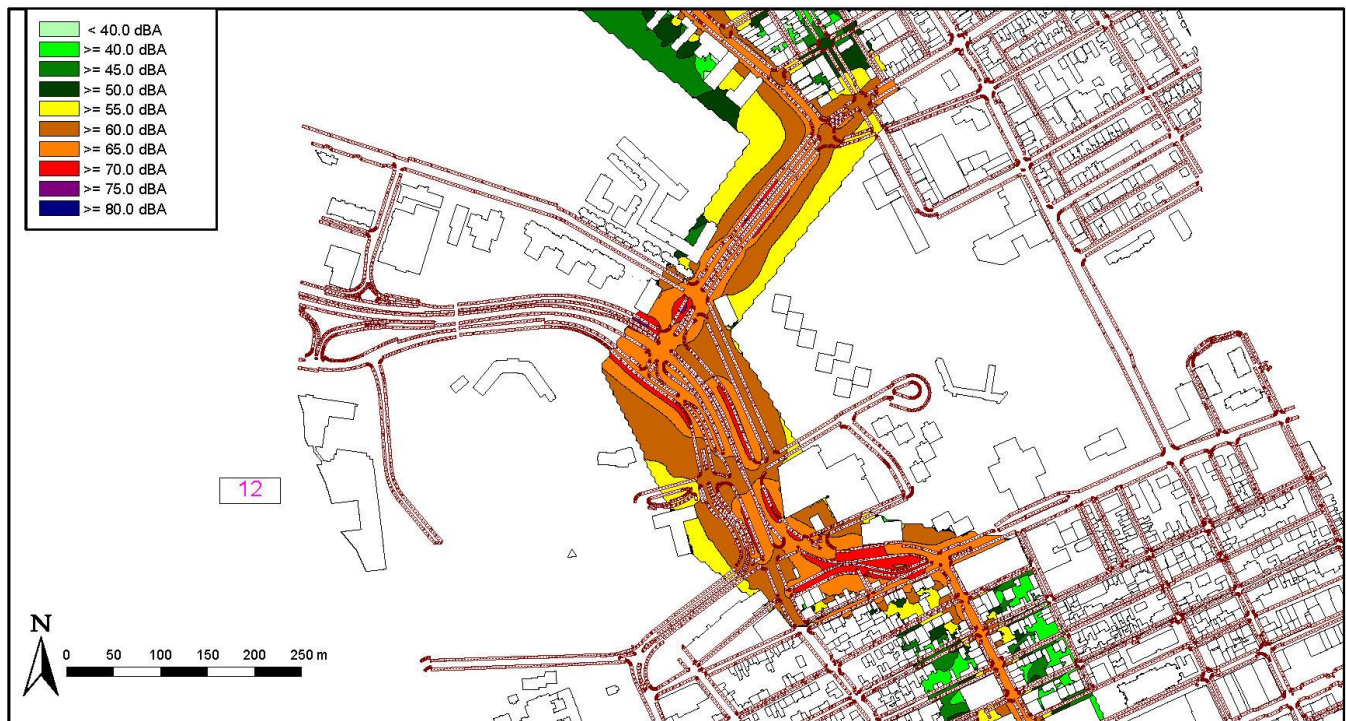 < 40.0 dBA
>= 40.0 dBA
>= 45.0 dBA
>= 50.0 dBA
>= 55.0 dBA
>= 60.0 dBA
>= 65.0 dBA
>= 70.0 dBA
>= 75.0 dBA
>= 80.0 dBA
12
N
0 50 100 150 200 250 m